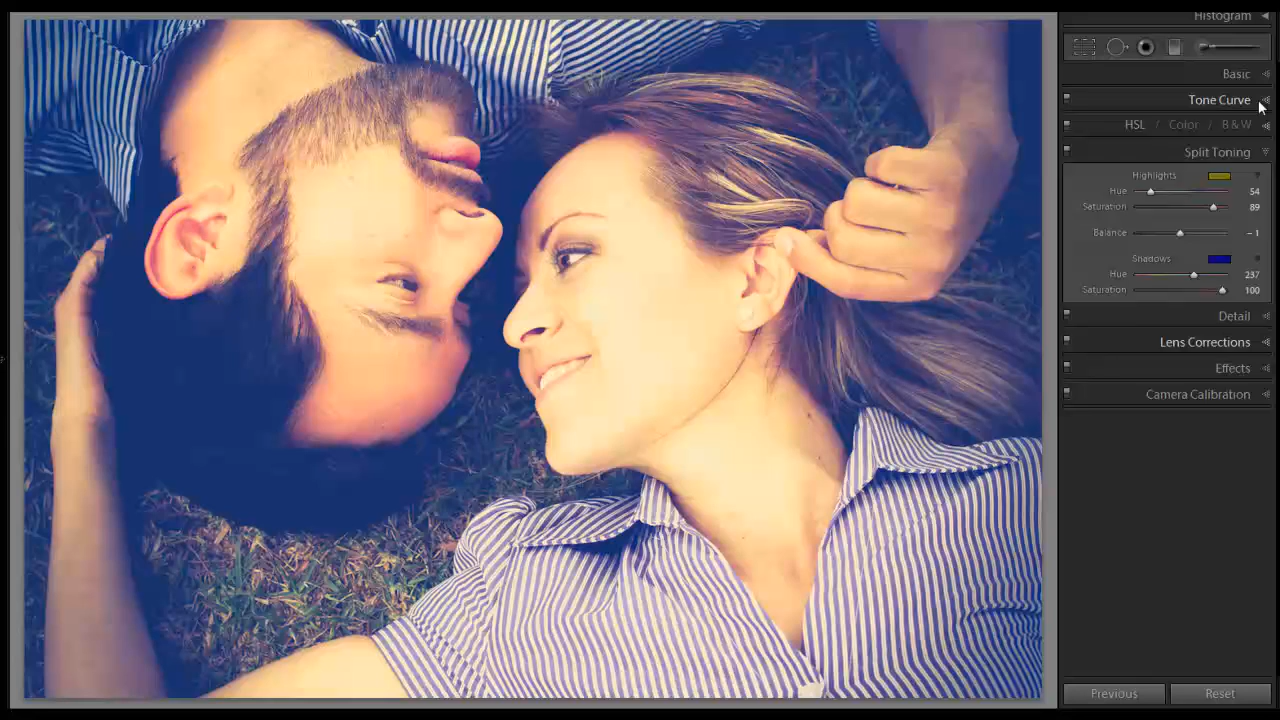 Histogram
Basic
Tone Curve
HSL / Color / B & W
Split Toning
Highlights
Hue 54
Saturation 89
Balance – 1
Shadows
Hue 237
Saturation 100
Detail
Lens Corrections
Effects
Camera Calibration
Previous Reset